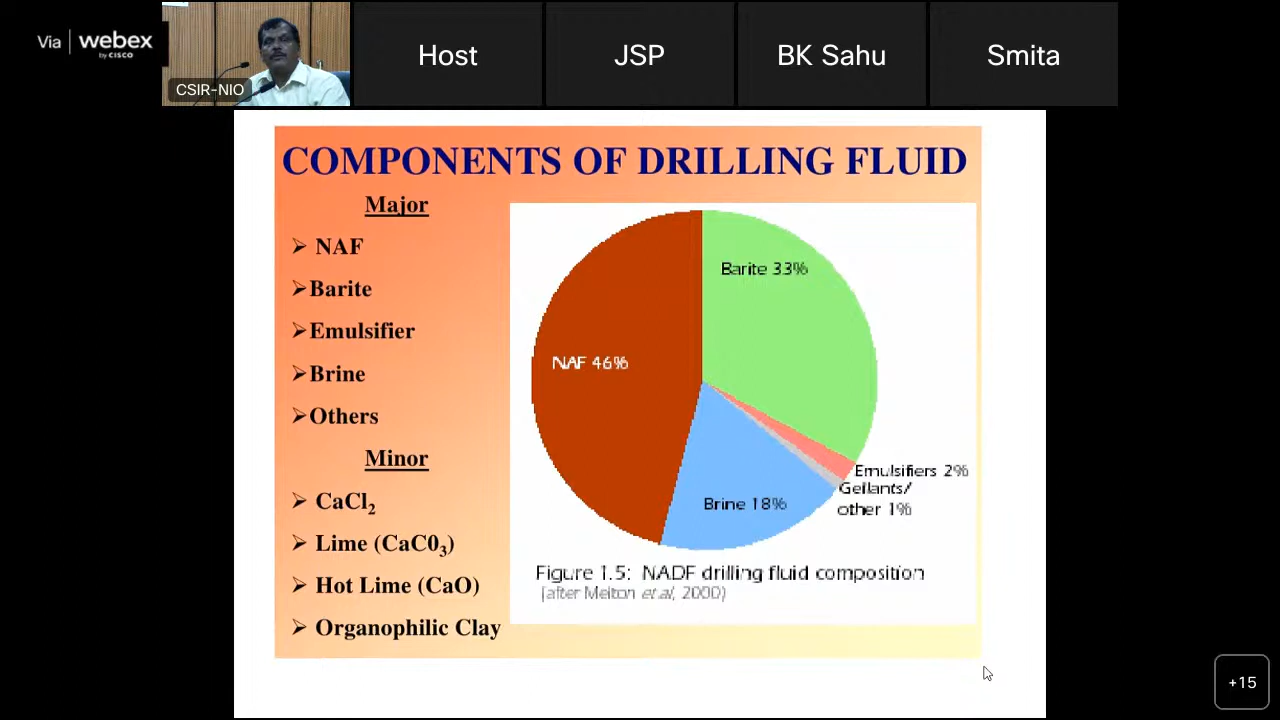 Via webex
by CISCO
CSIR-NIO
Host
JSP
BK Sahu
Smita
COMPONENTS OF DRILLING FLUID
Major
➢ NAF
➢Barite
➢Emulsifier
➢Brine
➢Others
Minor
➢ CaCl₂
➢ Lime (CaC0₃)
➢ Hot Lime (CaO)
➢ Organophilic Clay
Barite 33%
NAF 46%
Emulsifiers 2%
Gellants/
other 1%
Brine 18%
Figure 1.5: NADF drilling fluid composition
(after Melton et.al, 2000)
+15